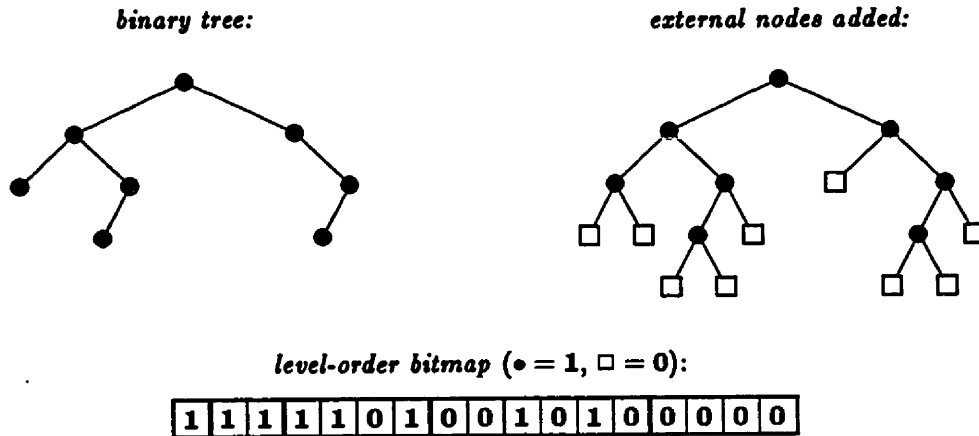 binary tree: external nodes added:
level-order bitmap (● = 1, □ = 0):
1 1 1 1 1 0 1 0 0 1 0 1 0 0 0 0 0